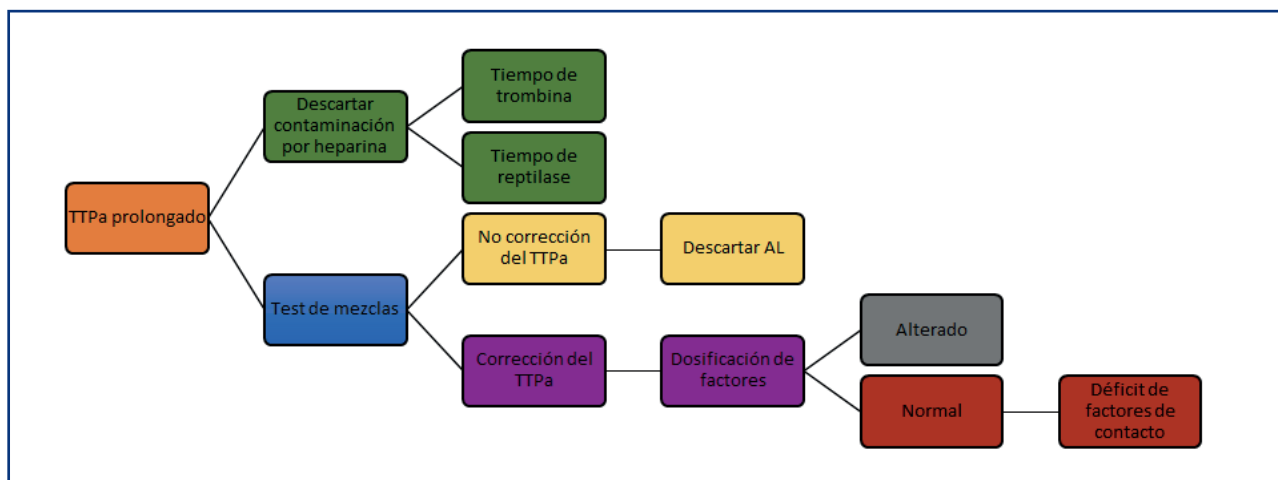 TTPa prolongado
Descartar
contaminación
por heparina
Tiempo de
trombina
Tiempo de
reptilase
Test de mezclas
No corrección
del TTPa
Descartar AL
Corrección del
TTPa
Dosificación de
factores
Alterado
Normal
Déficit de
factores de
contacto